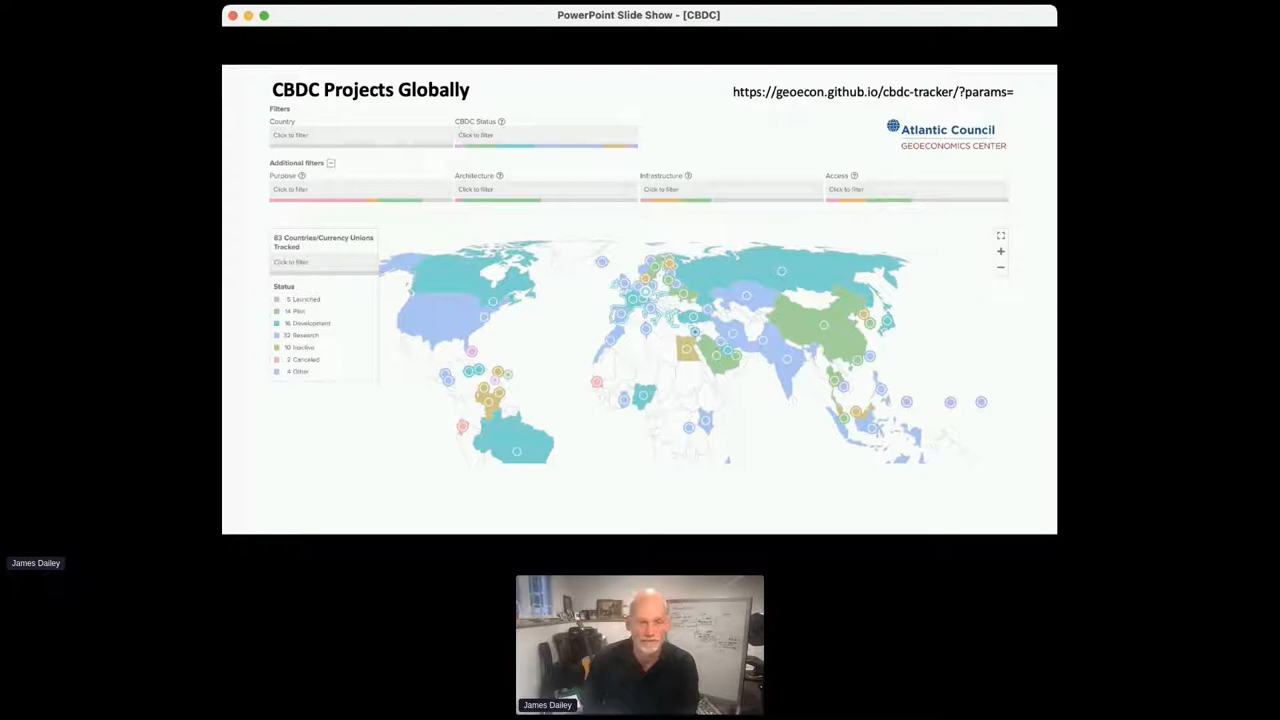 PowerPoint Slide Show - [CBDC]
CBDC Projects Globally
https://geoecon.github.io/cbdc-tracker/?params=
Filters
Country
CBDC Status
Click to filter
Click to filter
Atlantic Council
GEOECONOMICS CENTER
Additional filters
Purpose
Architecture
Infrastructure
Access
Click to filter
Click to filter
Click to filter
Click to filter
83 Countries/Currency Unions
Tracked
Click to filter
Status
5 Launched
14 Pilot
16 Development
32 Research
10 Inactive
2 Canceled
4 Other
James Dailey
James Dailey